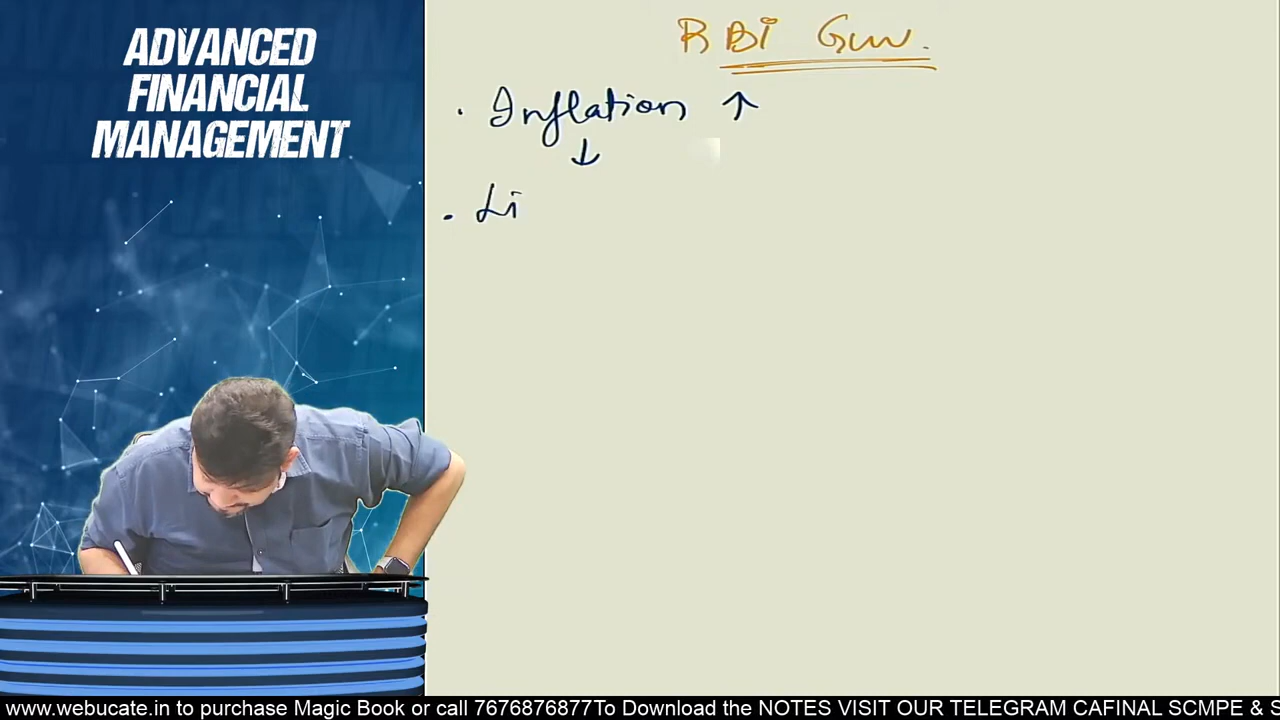 ADVANCED
FINANCIAL
MANAGEMENT
RBI Guv.
. Inflation ↑
↓
. Li
www.webucate.in to purchase Magic Book or call 7676876877To Download the NOTES VISIT OUR TELEGRAM CAFINAL SCMPE & S